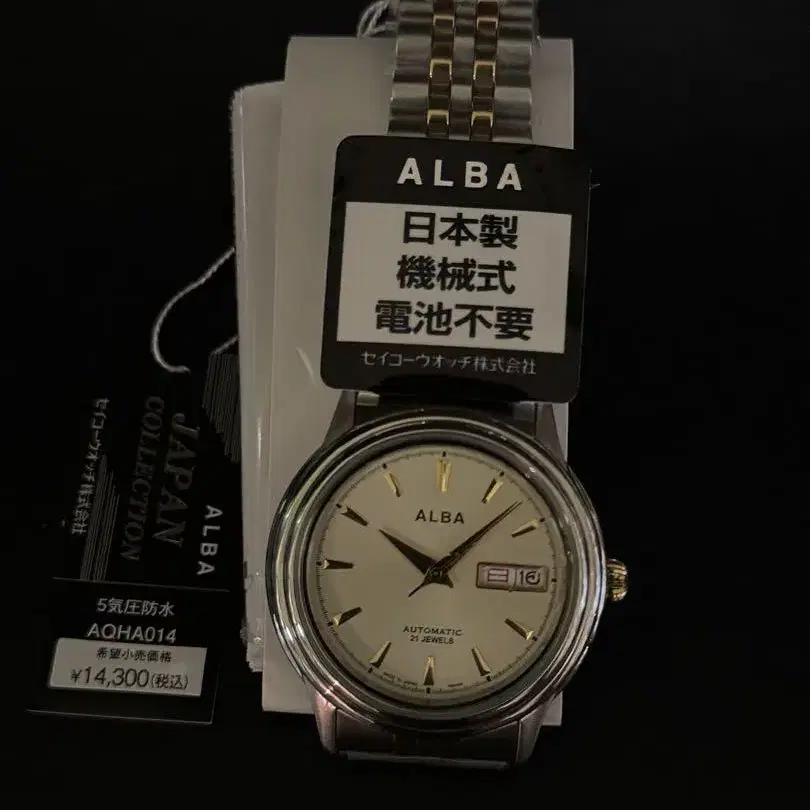 ALBA
日本製
機械式
電池不要
セイコーウオッチ株式会社
ALBA
JAPAN
COLLECTION
セイコーウオッチ株式会社
5気圧防水
AQHA014
希望小売価格
¥14,300(税込)
ALBA
日
AUTOMATIC
21 JEWELS